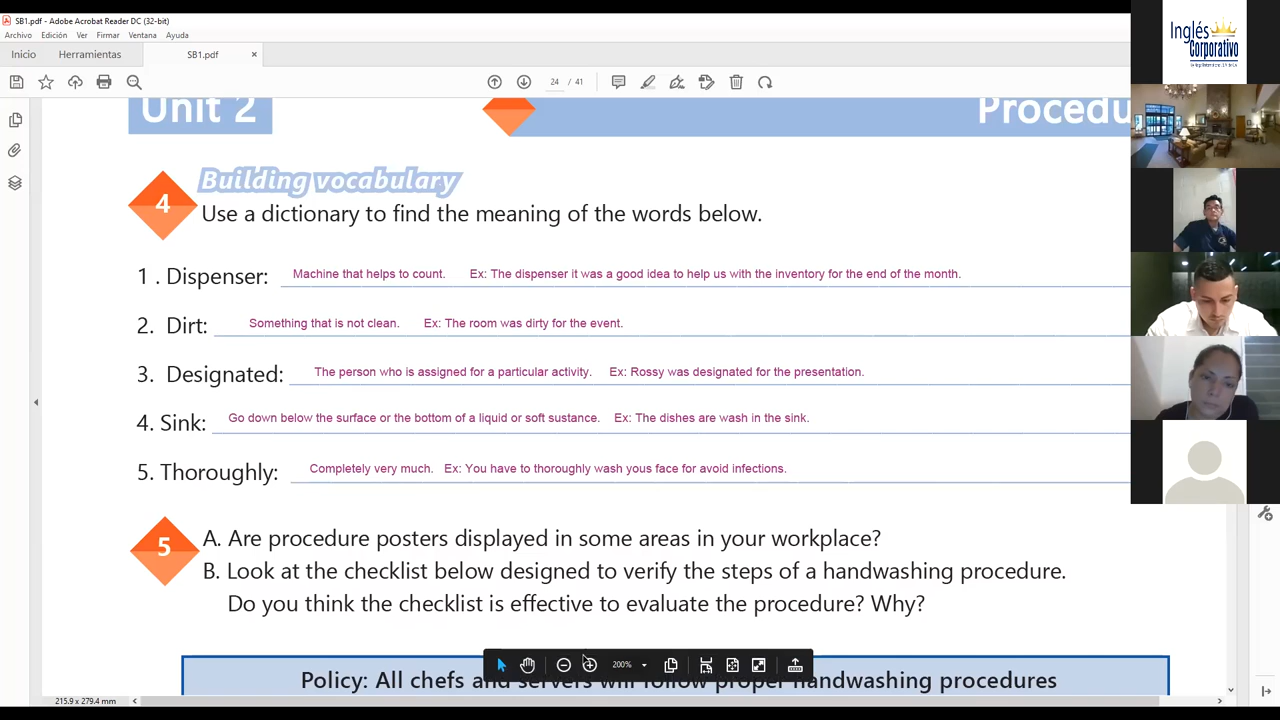 SB1.pdf - Adobe Acrobat Reader DC (32-bit)
Archivo Edición Ver Firmar Ventana Ayuda
Inicio Herramientas SB1.pdf ×
24 / 41
Inglés
Corporativo
Unit 2
Procedu
4
Building vocabulary
Use a dictionary to find the meaning of the words below.
1 . Dispenser: Machine that helps to count. Ex: The dispenser it was a good idea to help us with the inventory for the end of the month.
2. Dirt: Something that is not clean. Ex: The room was dirty for the event.
3. Designated: The person who is assigned for a particular activity. Ex: Rossy was designated for the presentation.
4. Sink: Go down below the surface or the bottom of a liquid or soft sustance. Ex: The dishes are wash in the sink.
5. Thoroughly: Completely very much. Ex: You have to thoroughly wash yous face for avoid infections.
5
A. Are procedure posters displayed in some areas in your workplace?
B. Look at the checklist below designed to verify the steps of a handwashing procedure.
Do you think the checklist is effective to evaluate the procedure? Why?
200%
Policy: All chefs and servers will follow proper handwashing procedures
215.9 x 279.4 mm